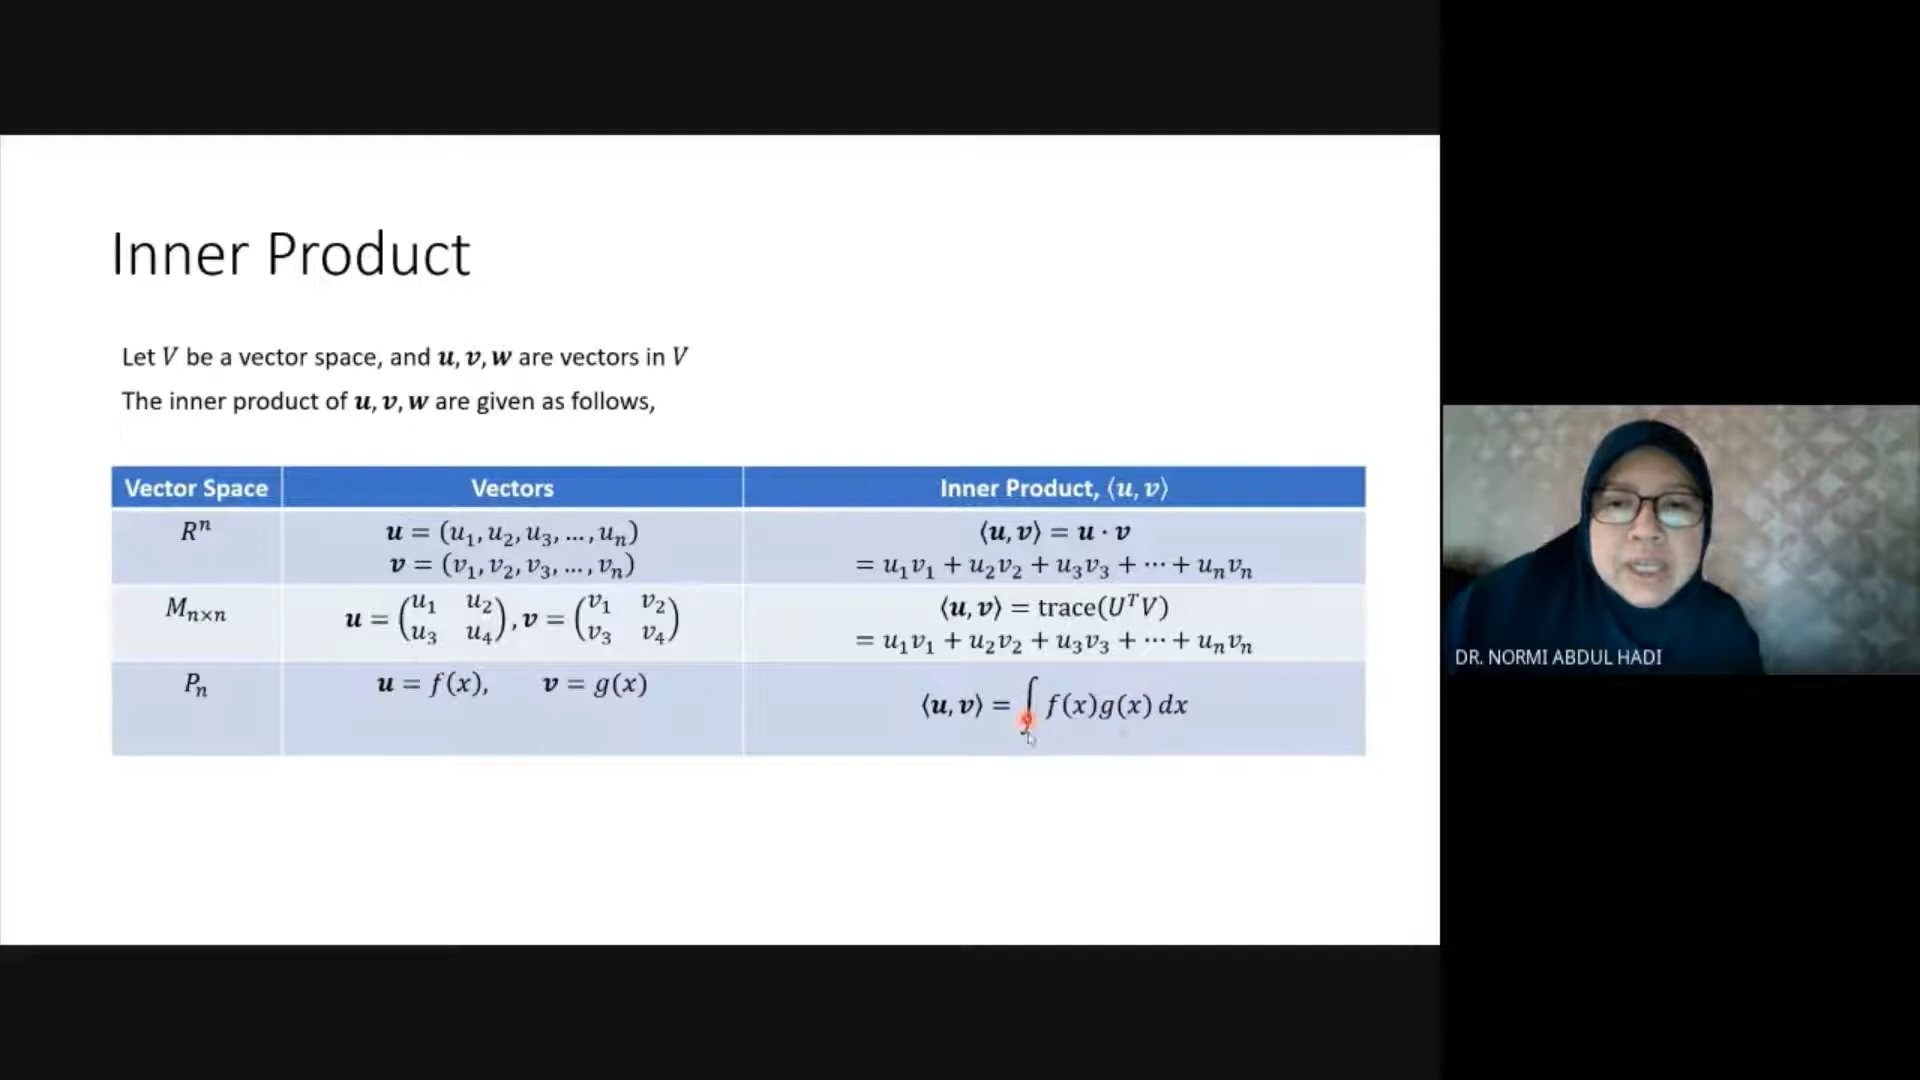 Inner Product
Let V be a vector space, and u, v, w are vectors in V
The inner product of u, v, w are given as follows,
Vector Space Vectors Inner Product, ⟨u, v⟩
Rⁿ u = (u₁, u₂, u₃, …, uₙ) ⟨u, v⟩ = u · v
v = (v₁, v₂, v₃, …, vₙ) = u₁v₁ + u₂v₂ + u₃v₃ + ⋯ + uₙvₙ
Mₙₓₙ u = (u₁ u₂ u₃ u₄), v = (v₁ v₂ v₃ v₄) ⟨u, v⟩ = trace(UᵀV)
= u₁v₁ + u₂v₂ + u₃v₃ + ⋯ + uₙvₙ
Pₙ u = f(x), v = g(x) ⟨u, v⟩ = ∫ f(x)g(x) dx
DR. NORMI ABDUL HADI